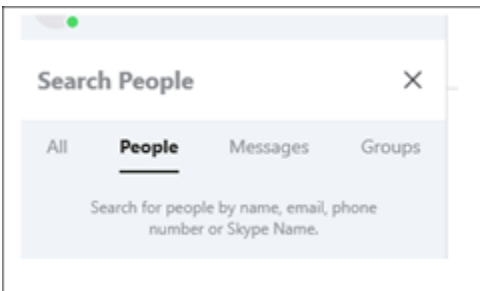 Search People
All People Messages Groups
Search for people by name, email, phone
number or Skype Name.